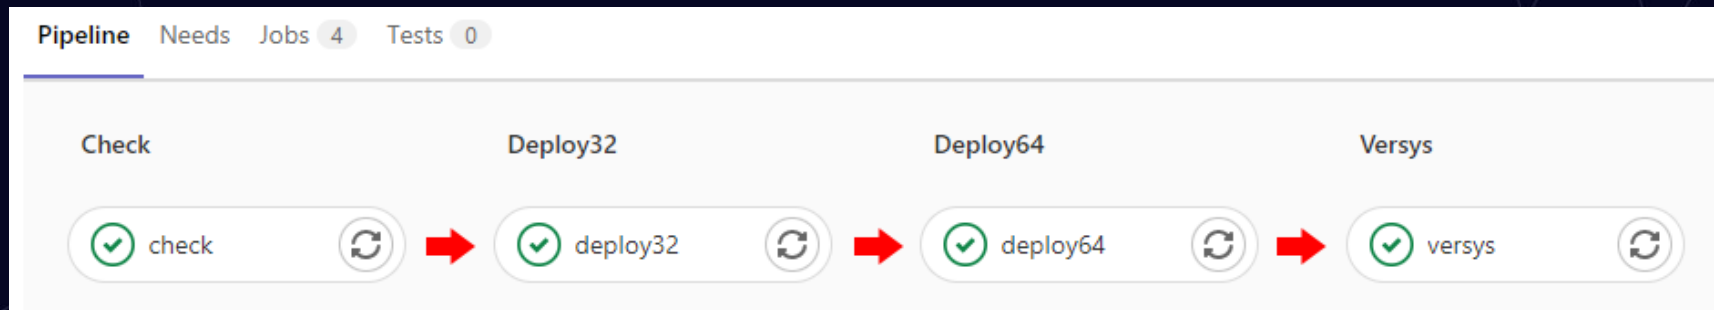 Pipeline Needs Jobs 4 Tests 0
Check Deploy32 Deploy64 Versys
check deploy32 deploy64 versys